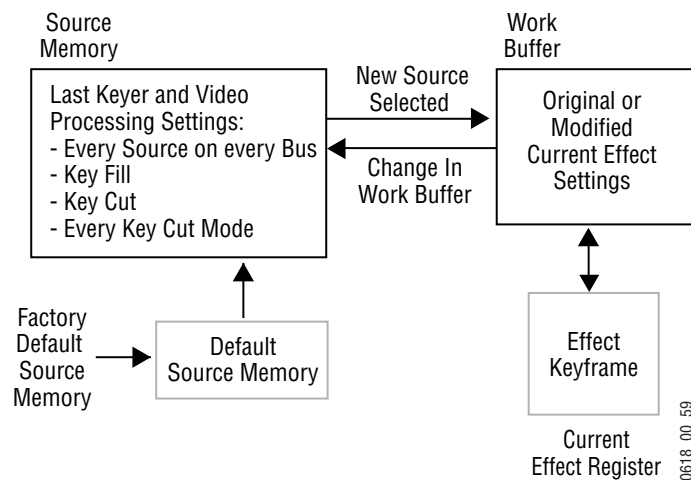 Source
Memory
Work
Buffer
Last Keyer and Video
Processing Settings:
- Every Source on every Bus
- Key Fill
- Key Cut
- Every Key Cut Mode
New Source
Selected
Change In
Work Buffer
Original or
Modified
Current Effect
Settings
Factory
Default
Source
Memory
Default
Source Memory
Effect
Keyframe
Current
Effect Register
0618_00_59